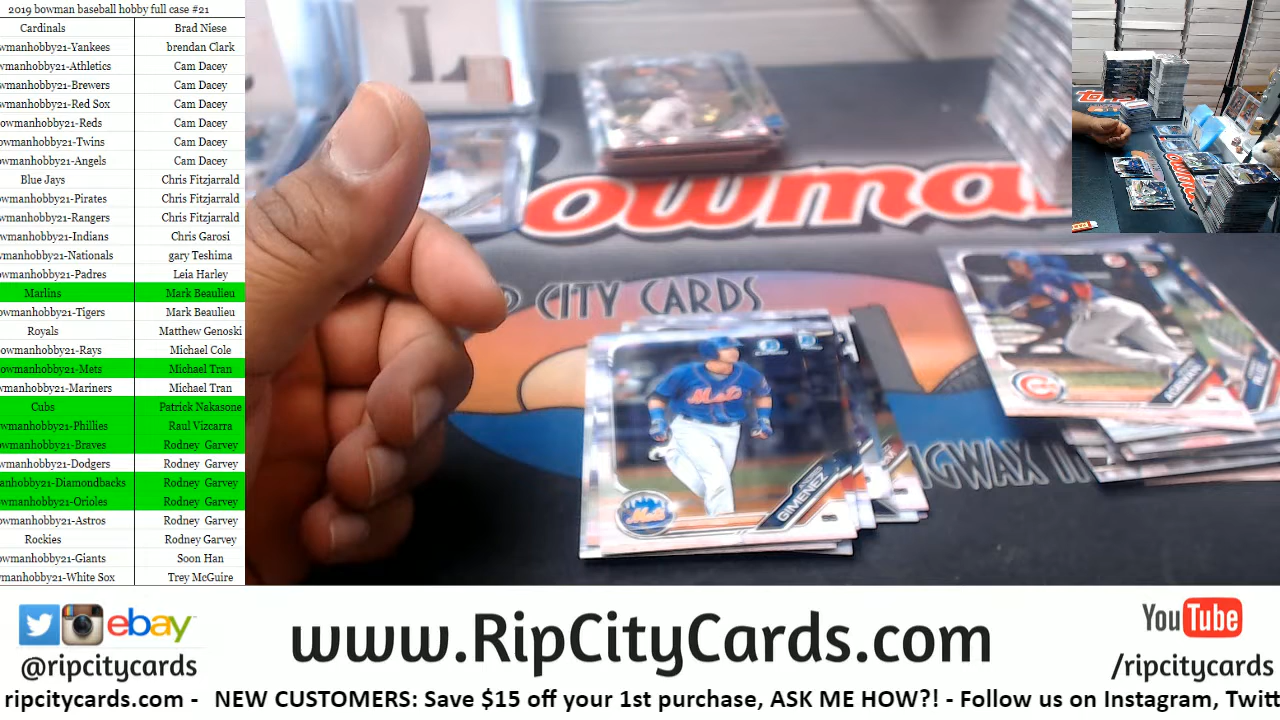 2019 bowman baseball hobby full case #21
Cardinals Brad Niese
wmanhobby21-Yankees brendan Clark
owmanhobby21-Athletics Cam Dacey
owmanhobby21-Brewers Cam Dacey
wmanhobby21-Red Sox Cam Dacey
owmanhobby21-Reds Cam Dacey
owmanhobby21-Twins Cam Dacey
owmanhobby21-Angels Cam Dacey
Blue Jays Chris Fitzjarrald
owmanhobby21-Pirates Chris Fitzjarrald
owmanhobby21-Rangers Chris Fitzjarrald
wmanhobby21-Indians Chris Garosi
manhobby21-Nationals gary Teshima
owmanhobby21-Padres Leia Harley
Marlins Mark Beaulieu
owmanhobby21-Tigers Mark Beaulieu
Royals Matthew Genoski
owmanhobby21-Rays Michael Cole
owmanhobby21-Mets Michael Tran
wmanhobby21-Mariners Michael Tran
Cubs Patrick Nakasone
owmanhobby21-Phillies Raul Vizcarra
owmanhobby21-Braves Rodney Garvey
owmanhobby21-Dodgers Rodney Garvey
anhobby21-Diamondbacks Rodney Garvey
owmanhobby21-Orioles Rodney Garvey
owmanhobby21-Astros Rodney Garvey
Rockies Rodney Garvey
owmanhobby21-Giants Soon Han
wmanhobby21-White Sox Trey McGuire
owma
P CITY CARDS
NGWAX
Mets
GIMENEZ
Mets
ebay
@ripcitycards
www.RipCityCards.com
YouTube
/ripcitycards
ripcitycards.com - NEW CUSTOMERS: Save $15 off your 1st purchase, ASK ME HOW?! - Follow us on Instagram, Twitt